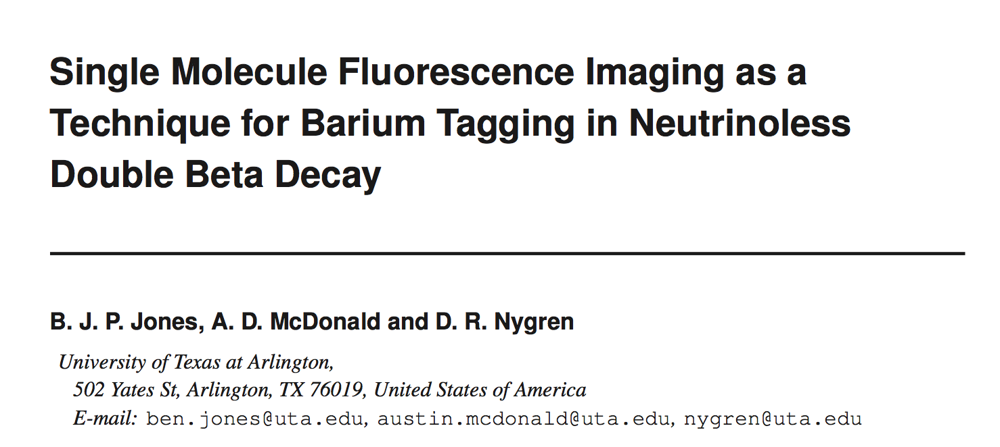 Single Molecule Fluorescence Imaging as a
Technique for Barium Tagging in Neutrinoless
Double Beta Decay
B. J. P. Jones, A. D. McDonald and D. R. Nygren
University of Texas at Arlington,
502 Yates St, Arlington, TX 76019, United States of America
E-mail: ben.jones@uta.edu, austin.mcdonald@uta.edu, nygren@uta.edu